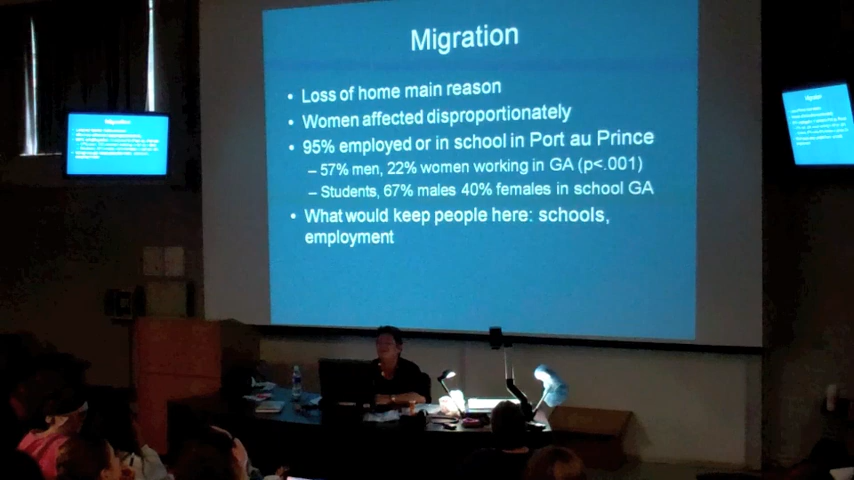 Migration
• Loss of home main reason
• Women affected disproportionately
• 95% employed or in school in Port au Prince
– 57% men, 22% women working in GA (p<.001)
– Students, 67% males 40% females in school GA
• What would keep people here: schools,
employment
Migration